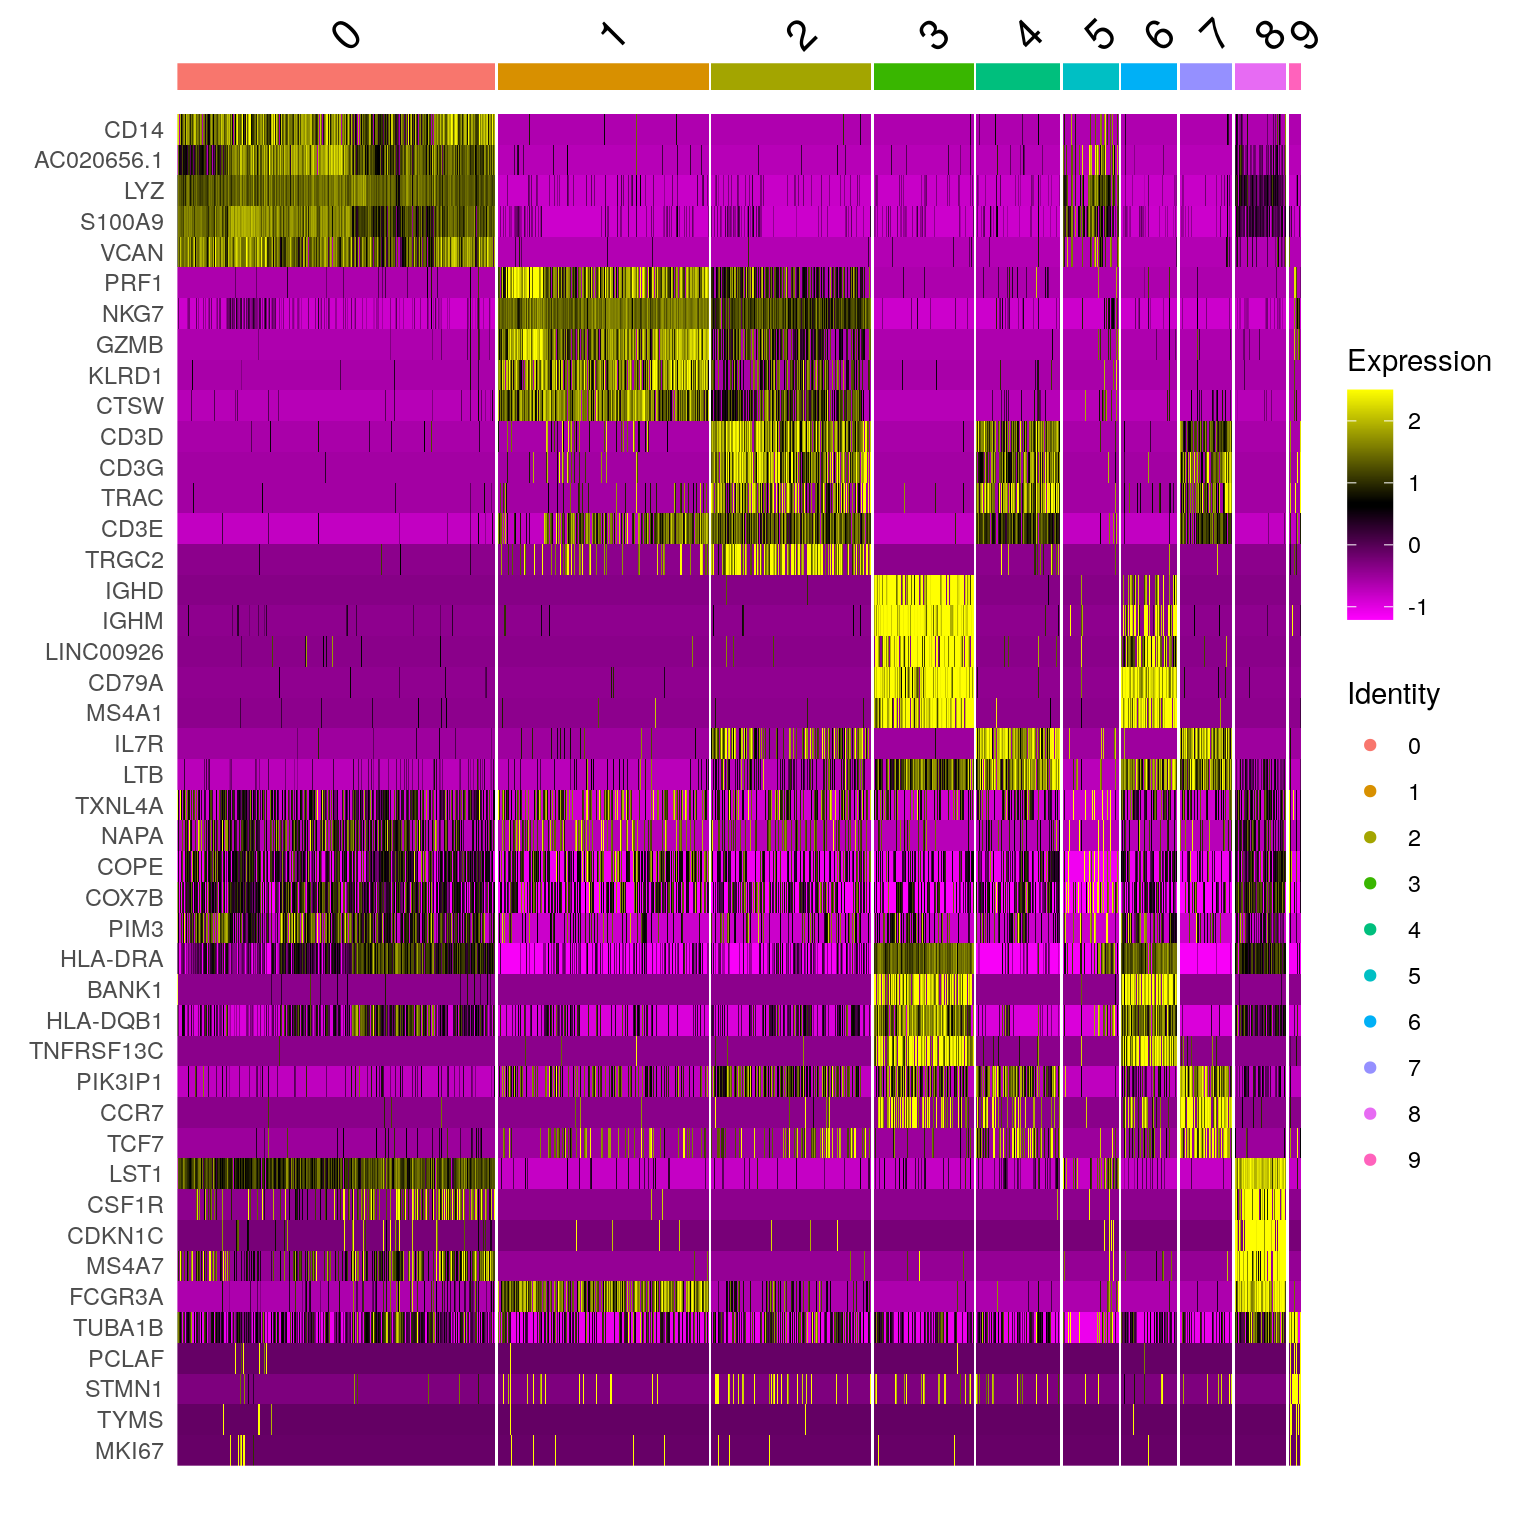 0 1 2 3 4 5 6 7 8 9
CD14
AC020656.1
LYZ
S100A9
VCAN
PRF1
NKG7
GZMB
KLRD1
CTSW
CD3D
CD3G
TRAC
CD3E
TRGC2
IGHD
IGHM
LINC00926
CD79A
MS4A1
IL7R
LTB
TXNL4A
NAPA
COPE
COX7B
PIM3
HLA-DRA
BANK1
HLA-DQB1
TNFRSF13C
PIK3IP1
CCR7
TCF7
LST1
CSF1R
CDKN1C
MS4A7
FCGR3A
TUBA1B
PCLAF
STMN1
TYMS
MKI67
Expression
2
1
0
-1
Identity
0
1
2
3
4
5
6
7
8
9